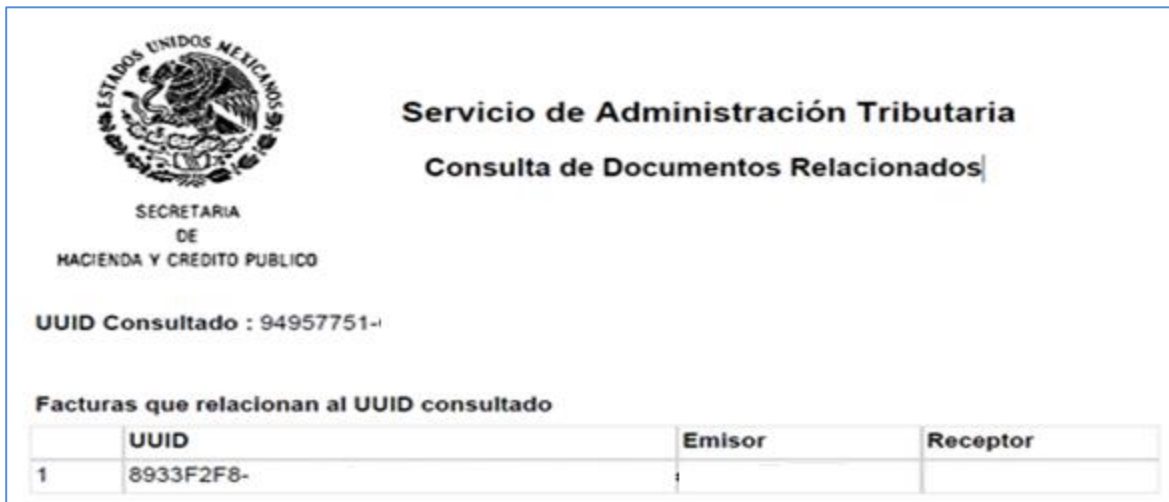 ESTADOS UNIDOS MEXICANOS
Servicio de Administración Tributaria
Consulta de Documentos Relacionados
SECRETARIA
DE
HACIENDA Y CREDITO PUBLICO
UUID Consultado : 94957751-
Facturas que relacionan al UUID consultado
UUID Emisor Receptor
1 8933F2F8-